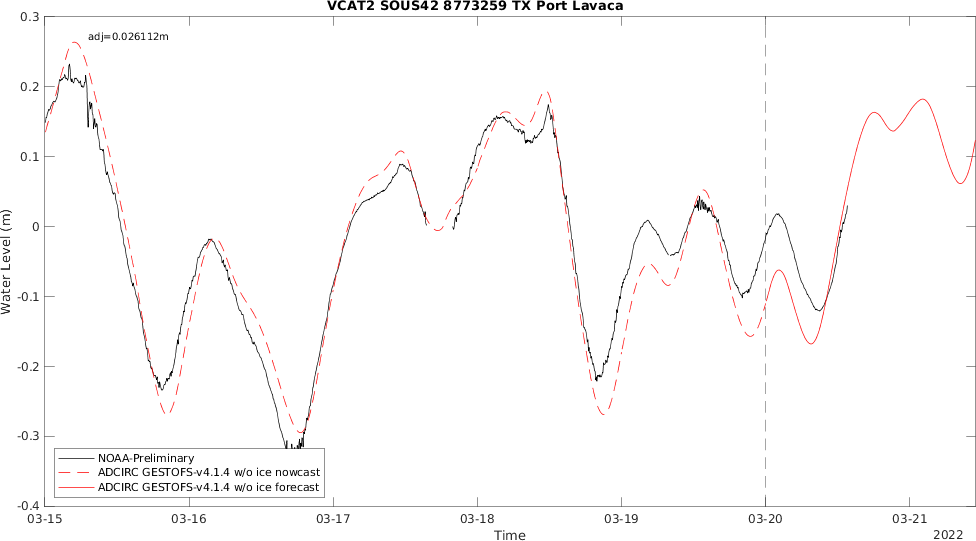 VCAT2 SOUS42 8773259 TX Port Lavaca
adj=0.026112m
0.3
0.2
0.1
0
-0.1
-0.2
-0.3
-0.4
Water Level (m)
NOAA-Preliminary
ADCIRC GESTOFS-v4.1.4 w/o ice nowcast
ADCIRC GESTOFS-v4.1.4 w/o ice forecast
03-15 03-16 03-17 03-18 03-19 03-20 03-21
Time
2022